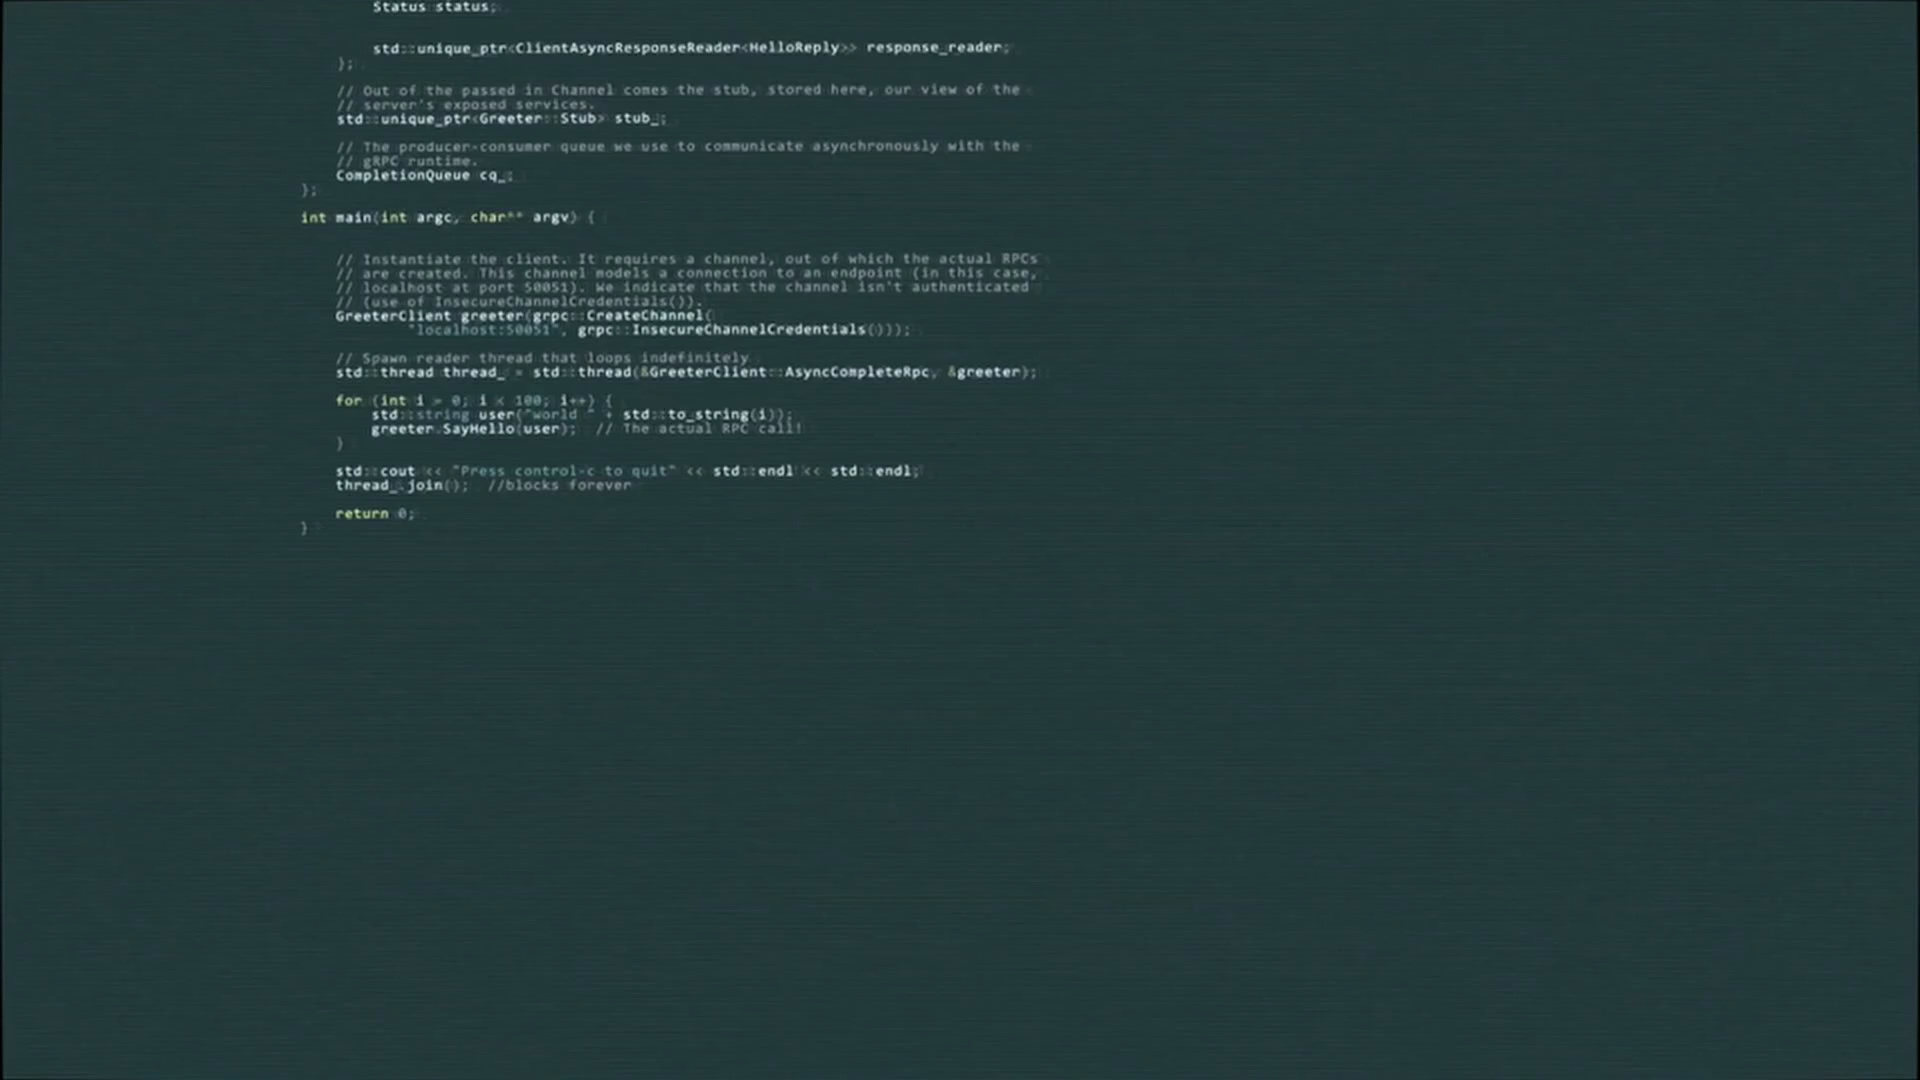 Status status;
std::unique_ptr<ClientAsyncResponseReader<HelloReply>> response_reader;
};
// Out of the passed in Channel comes the stub, stored here, our view of the
// server's exposed services.
std::unique_ptr<Greeter::Stub> stub_;
// The producer-consumer queue we use to communicate asynchronously with the
// gRPC runtime.
CompletionQueue cq_;
};
int main(int argc, char** argv) {
// Instantiate the client. It requires a channel, out of which the actual RPCs
// are created. This channel models a connection to an endpoint (in this case,
// localhost at port 50051). We indicate that the channel isn't authenticated
// (use of InsecureChannelCredentials()).
GreeterClient greeter(grpc::CreateChannel(
"localhost:50051", grpc::InsecureChannelCredentials()));
// Spawn reader thread that loops indefinitely
std::thread thread_ = std::thread(&GreeterClient::AsyncCompleteRpc, &greeter);
for (int i = 0; i < 100; i++) {
std::string user("world " + std::to_string(i));
greeter.SayHello(user);  // The actual RPC call!
}
std::cout << "Press control-c to quit" << std::endl << std::endl;
thread_.join();  //blocks forever
return 0;
}